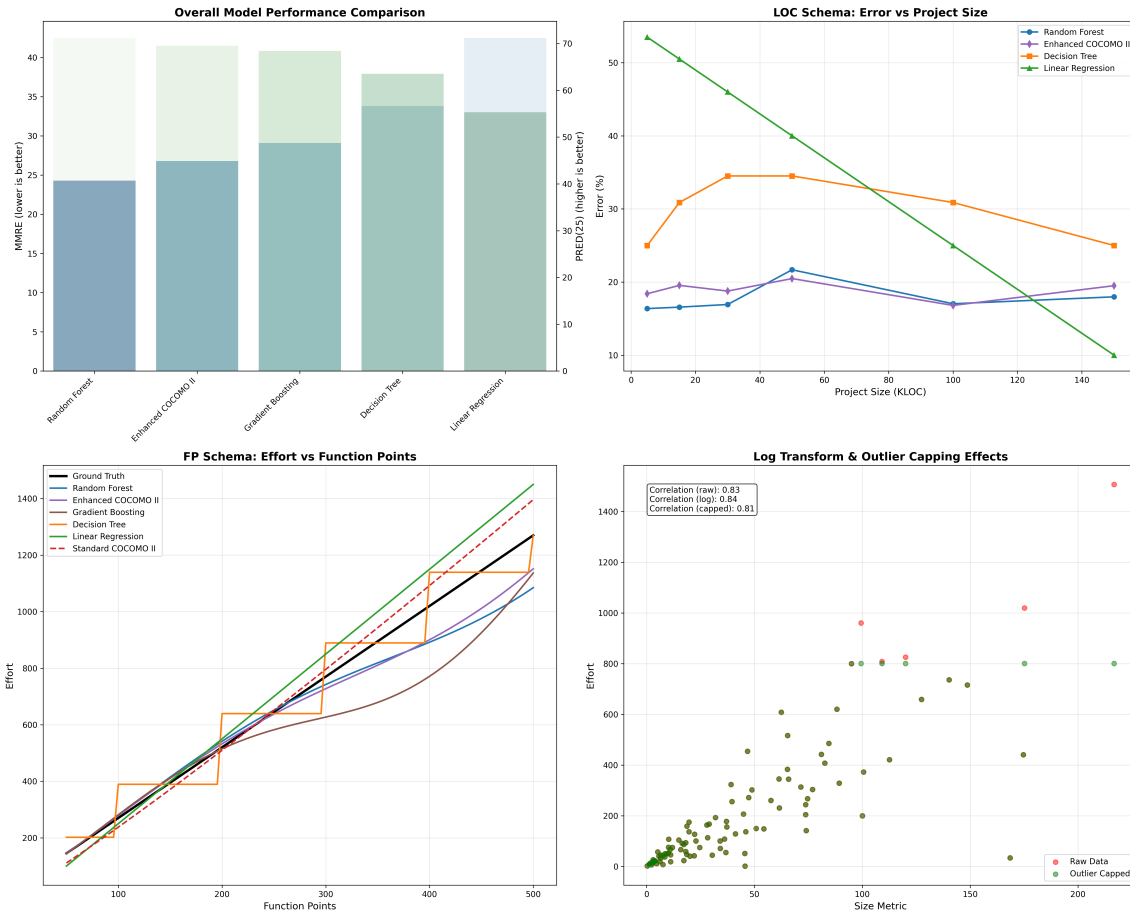 Overall Model Performance Comparison
MMRE (lower is better)
40
35
30
25
20
15
10
5
0
70
60
50
40
30
20
10
0
PRED(25) (higher is better)
Random Forest
Enhanced COCOMO II
Gradient Boosting
Decision Tree
Linear Regression
LOC Schema: Error vs Project Size
Random Forest
Enhanced COCOMO II
Decision Tree
Linear Regression
Error (%)
50
40
30
20
10
0 20 40 60 80 100 120 140
Project Size (KLOC)
FP Schema: Effort vs Function Points
Ground Truth
Random Forest
Enhanced COCOMO II
Gradient Boosting
Decision Tree
Linear Regression
Standard COCOMO II
Effort
1400
1200
1000
800
600
400
200
100 200 300 400 500
Function Points
Log Transform & Outlier Capping Effects
Correlation (raw): 0.83
Correlation (log): 0.84
Correlation (capped): 0.81
Effort
1400
1200
1000
800
600
400
200
0
Raw Data
Outlier Capped
0 50 100 150 200
Size Metric